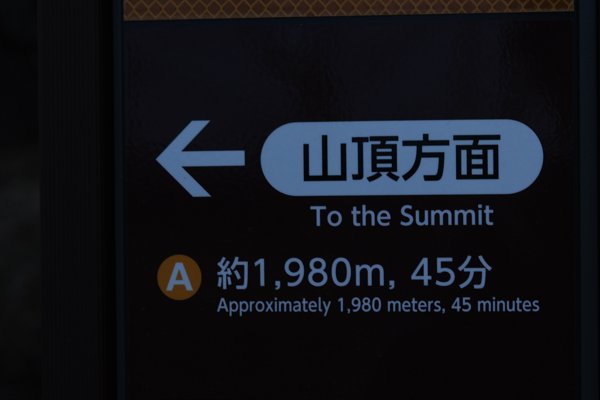 山頂方面
To the Summit
A 約1,980m, 45分
Approximately 1,980 meters, 45 minutes